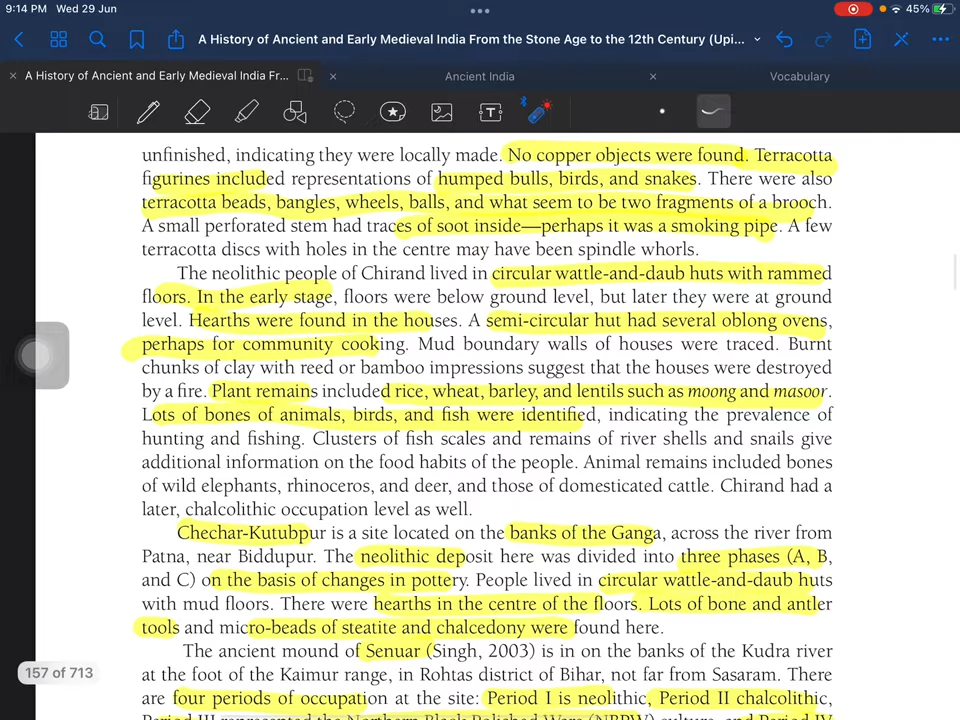 9:14 PM Wed 29 Jun
45%
A History of Ancient and Early Medieval India From the Stone Age to the 12th Century (Upi...
A History of Ancient and Early Medieval India Fr...
Ancient India
Vocabulary
unfinished, indicating they were locally made. No copper objects were found. Terracotta
figurines included representations of humped bulls, birds, and snakes. There were also
terracotta beads, bangles, wheels, balls, and what seem to be two fragments of a brooch.
A small perforated stem had traces of soot inside—perhaps it was a smoking pipe. A few
terracotta discs with holes in the centre may have been spindle whorls.
The neolithic people of Chirand lived in circular wattle-and-daub huts with rammed
floors. In the early stage, floors were below ground level, but later they were at ground
level. Hearths were found in the houses. A semi-circular hut had several oblong ovens,
perhaps for community cooking. Mud boundary walls of houses were traced. Burnt
chunks of clay with reed or bamboo impressions suggest that the houses were destroyed
by a fire. Plant remains included rice, wheat, barley, and lentils such as moong and masoor.
Lots of bones of animals, birds, and fish were identified, indicating the prevalence of
hunting and fishing. Clusters of fish scales and remains of river shells and snails give
additional information on the food habits of the people. Animal remains included bones
of wild elephants, rhinoceros, and deer, and those of domesticated cattle. Chirand had a
later, chalcolithic occupation level as well.
Chechar-Kutubpur is a site located on the banks of the Ganga, across the river from
Patna, near Biddupur. The neolithic deposit here was divided into three phases (A, B,
and C) on the basis of changes in pottery. People lived in circular wattle-and-daub huts
with mud floors. There were hearths in the centre of the floors. Lots of bone and antler
tools and micro-beads of steatite and chalcedony were found here.
The ancient mound of Senuar (Singh, 2003) is in on the banks of the Kudra river
at the foot of the Kaimur range, in Rohtas district of Bihar, not far from Sasaram. There
are four periods of occupation at the site: Period I is neolithic, Period II chalcolithic,
Period III represented the Northern Black Polished Ware (NBPW) culture, and Period IV
157 of 713